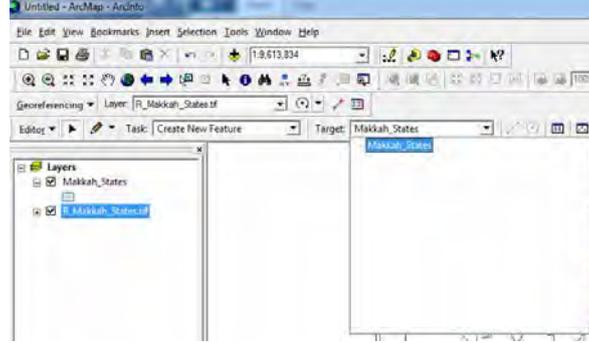 Untitled - ArcMap - ArcInfo
File Edit View Bookmarks Insert Selection Tools Window Help
1:9,613,834
100
Georeferencing Layer: R_Makkah_States.tif
Editor Task: Create New Feature Target: Makkah_States
Makkah_States
Layers
Makkah_States
R_Makkah_States.tif